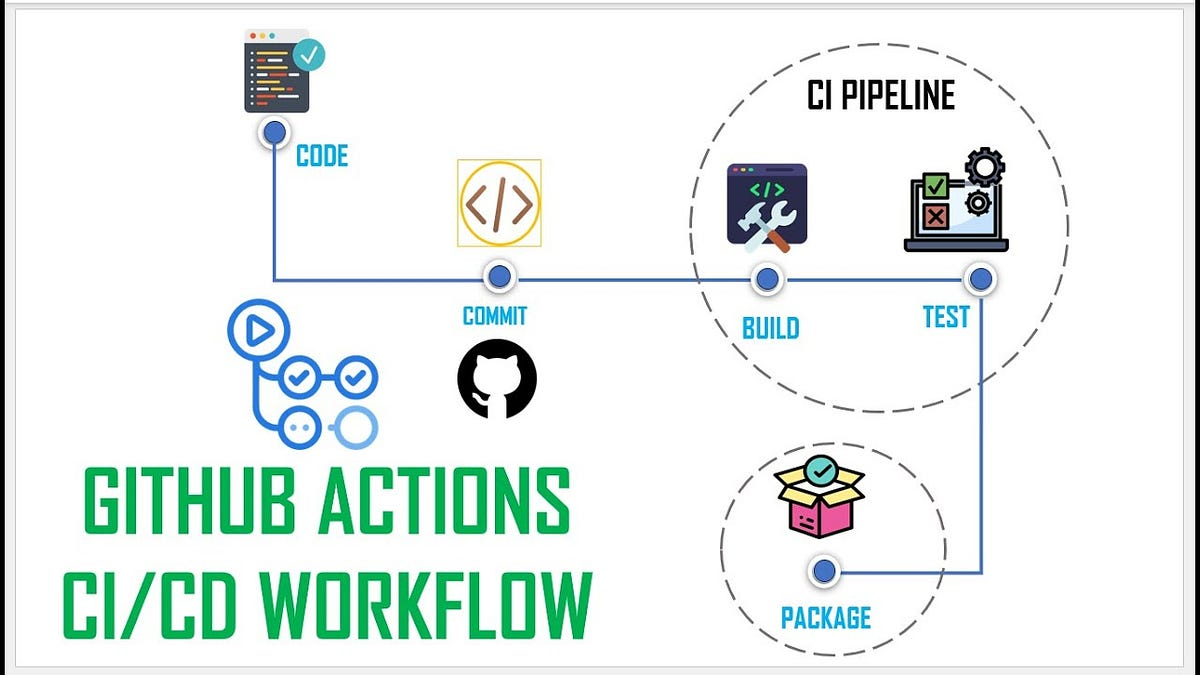 CI PIPELINE
CODE
</>
</>
COMMIT
BUILD
TEST
GITHUB ACTIONS
CI/CD WORKFLOW
PACKAGE